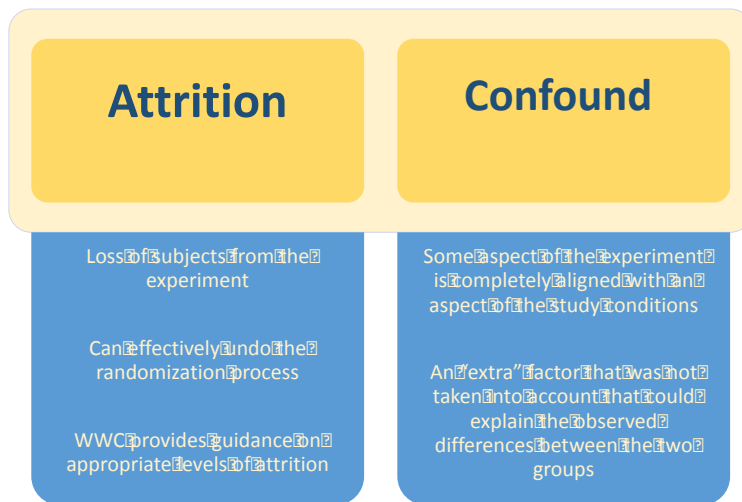 Attrition
Loss of subjects from the
experiment
Can effectively undo the
randomization process
WWC provides guidance on
appropriate levels of attrition
Confound
Some aspect of the experiment
is completely aligned with an
aspect of the study conditions
An "extra” factor that was not
taken into account that could
explain the observed
differences between the two
groups